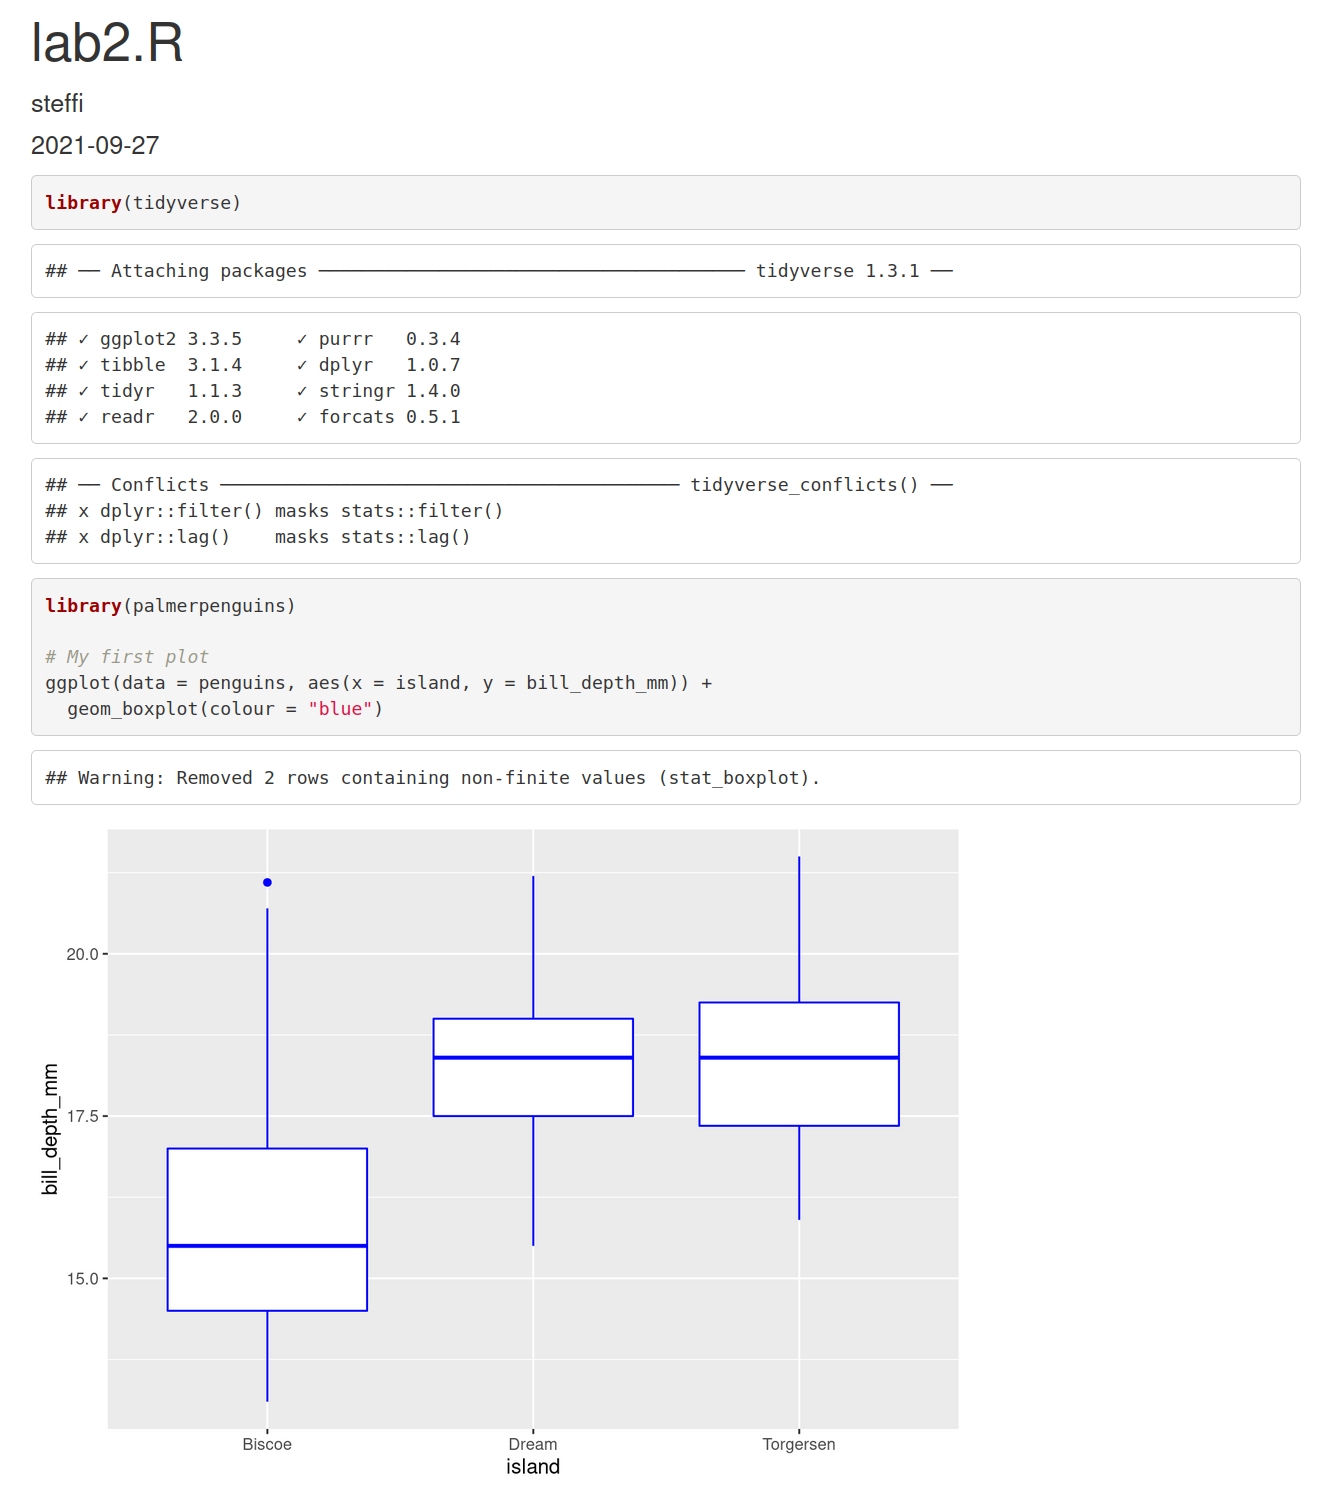 lab2.R
steffi
2021-09-27
library(tidyverse)
## ── Attaching packages ─────────────────────────────────────── tidyverse 1.3.1 ──
## ✓ ggplot2 3.3.5     ✓ purrr   0.3.4
## ✓ tibble  3.1.4     ✓ dplyr   1.0.7
## ✓ tidyr   1.1.3     ✓ stringr 1.4.0
## ✓ readr   2.0.0     ✓ forcats 0.5.1
## ── Conflicts ────────────────────────────────────────── tidyverse_conflicts() ──
## x dplyr::filter() masks stats::filter()
## x dplyr::lag()    masks stats::lag()
library(palmerpenguins)
# My first plot
ggplot(data = penguins, aes(x = island, y = bill_depth_mm)) +
  geom_boxplot(colour = "blue")
## Warning: Removed 2 rows containing non-finite values (stat_boxplot).
bill_depth_mm
20.0
17.5
15.0
Biscoe Dream Torgersen
island